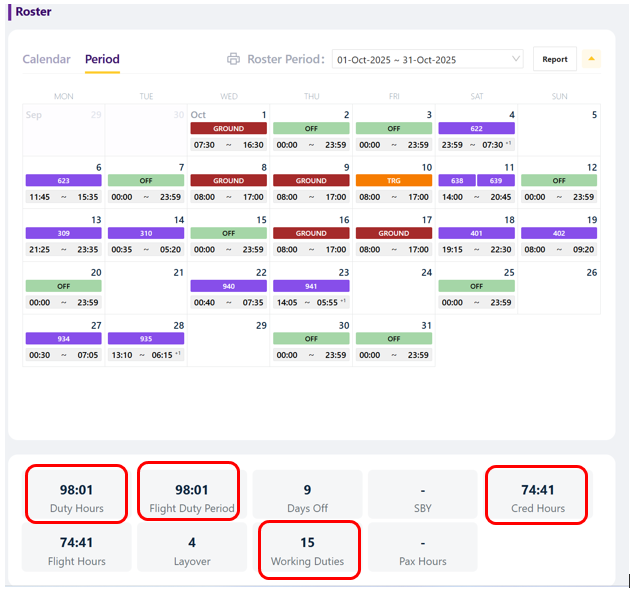 Roster
Calendar Period Roster Period: 01-Oct-2025 ~ 31-Oct-2025 Report
MON TUE WED THU FRI SAT SUN
Sep 29 30 Oct 1 2 3 4 5
GROUND OFF OFF 622
07:30 ~ 16:30 00:00 ~ 23:59 00:00 ~ 23:59 23:59 ~ 07:30 +1
6 7 8 9 10 11 12
623 OFF GROUND GROUND TRG 638 639 OFF
11:45 ~ 15:35 00:00 ~ 23:59 08:00 ~ 17:00 08:00 ~ 17:00 08:00 ~ 17:00 14:00 ~ 20:45 00:00 ~ 23:59
13 14 15 16 17 18 19
309 310 OFF GROUND GROUND 401 402
21:25 ~ 23:35 00:35 ~ 05:20 00:00 ~ 23:59 08:00 ~ 17:00 08:00 ~ 17:00 19:15 ~ 22:30 08:00 ~ 09:20
20 21 22 23 24 25 26
OFF 940 941 OFF
00:00 ~ 23:59 00:40 ~ 07:35 14:05 ~ 05:55 +1 00:00 ~ 23:59
27 28 29 30 31
934 935 OFF OFF
00:30 ~ 07:05 13:10 ~ 06:15 +1 00:00 ~ 23:59 00:00 ~ 23:59
98:01 98:01 9 - 74:41
Duty Hours Flight Duty Period Days Off SBY Cred Hours
74:41 4 15 -
Flight Hours Layover Working Duties Pax Hours